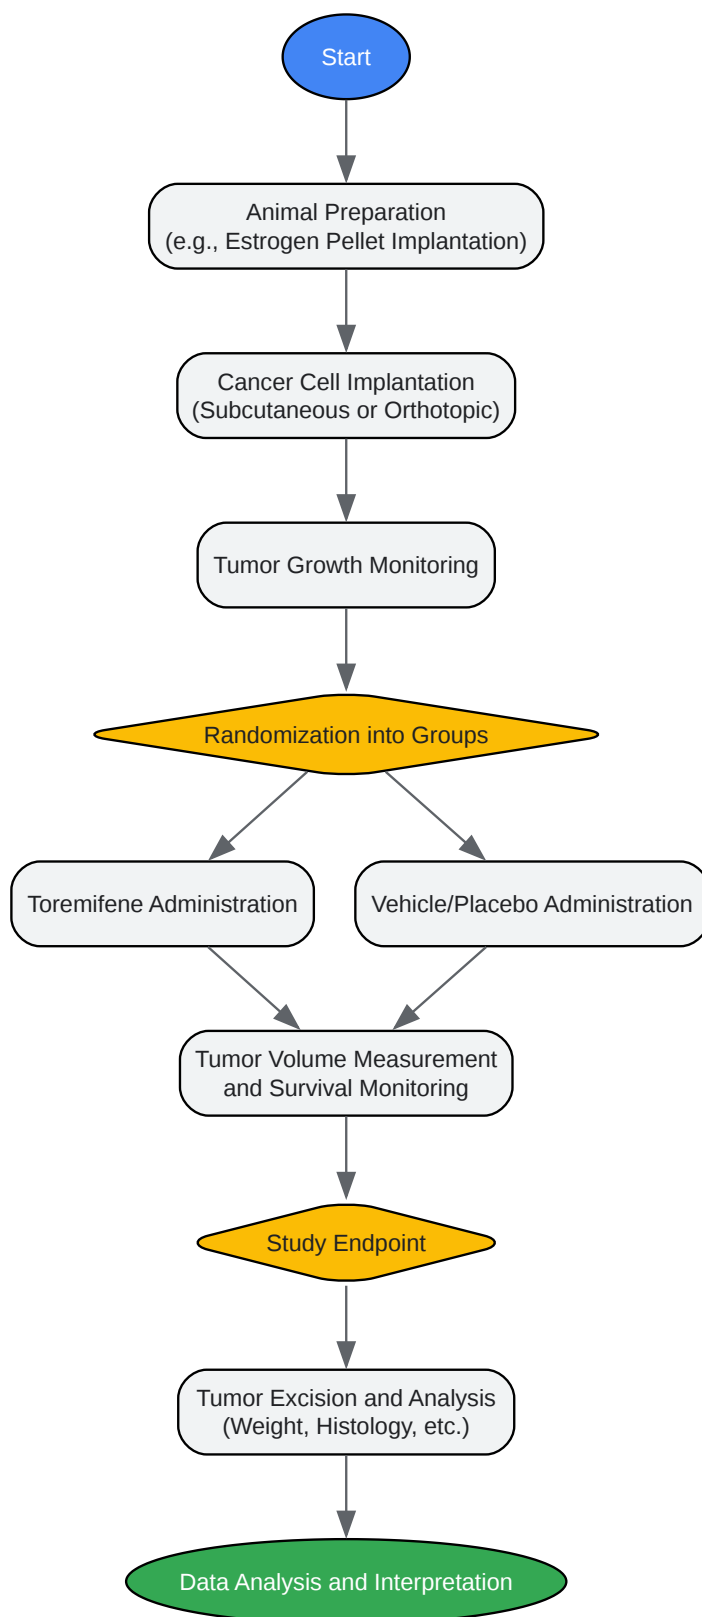 Start
Animal Preparation
(e.g., Estrogen Pellet Implantation)
Cancer Cell Implantation
(Subcutaneous or Orthotopic)
Tumor Growth Monitoring
Randomization into Groups
Toremifene Administration
Vehicle/Placebo Administration
Tumor Volume Measurement
and Survival Monitoring
Study Endpoint
Tumor Excision and Analysis
(Weight, Histology, etc.)
Data Analysis and Interpretation